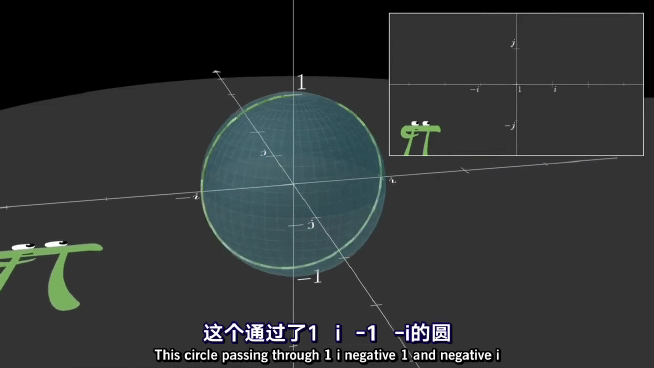 1
-i
i
j
-j
-1
j
-i
1
i
-j
这个通过了1 i -1 -i的圆
This circle passing through 1 i negative 1 and negative i